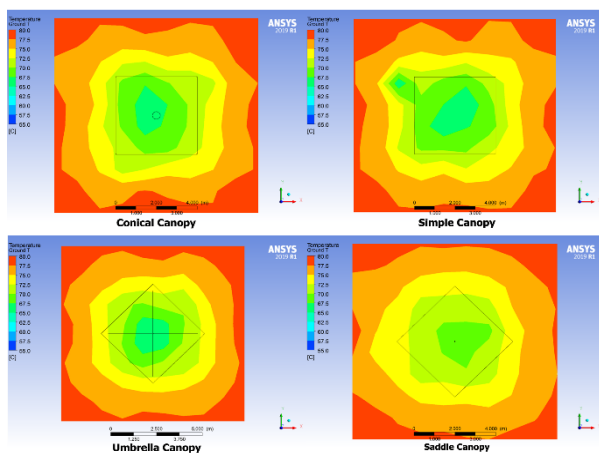 Temperature
Ground T
80.0
77.5
75.0
72.5
70.0
67.5
65.0
62.5
60.0
57.5
55.0
[C]
ANSYS
2019 R1
0 2.000 4.000 (m)
1.000 3.000
Conical Canopy
Temperature
Ground T
80.0
77.5
75.0
72.5
70.0
67.5
65.0
62.5
60.0
57.5
55.0
[C]
ANSYS
2019 R1
0 2.000 4.000 (m)
1.000 3.000
Simple Canopy
Temperature
Ground T
80.0
77.5
75.0
72.5
70.0
67.5
65.0
62.5
60.0
57.5
55.0
[C]
ANSYS
2019 R1
0 2.500 5.000 (m)
1.250 3.750
Umbrella Canopy
Temperature
Ground T
80.0
77.5
75.0
72.5
70.0
67.5
65.0
62.5
60.0
57.5
55.0
[C]
ANSYS
2019 R1
0 2.000 4.000 (m)
1.000 3.000
Saddle Canopy